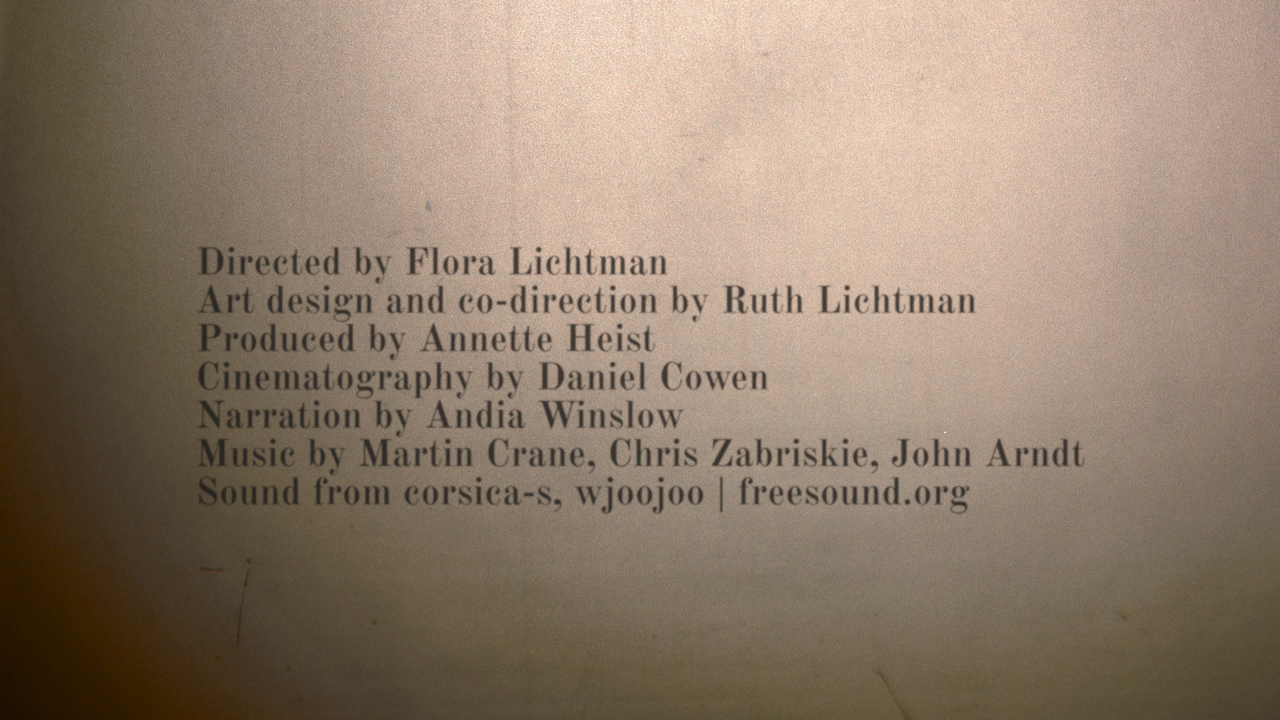 Directed by Flora Lichtman
Art design and co-direction by Ruth Lichtman
Produced by Annette Heist
Cinematography by Daniel Cowen
Narration by Andia Winslow
Music by Martin Crane, Chris Zabriskie, John Arndt
Sound from corsica-s, wjoojoo | freesound.org